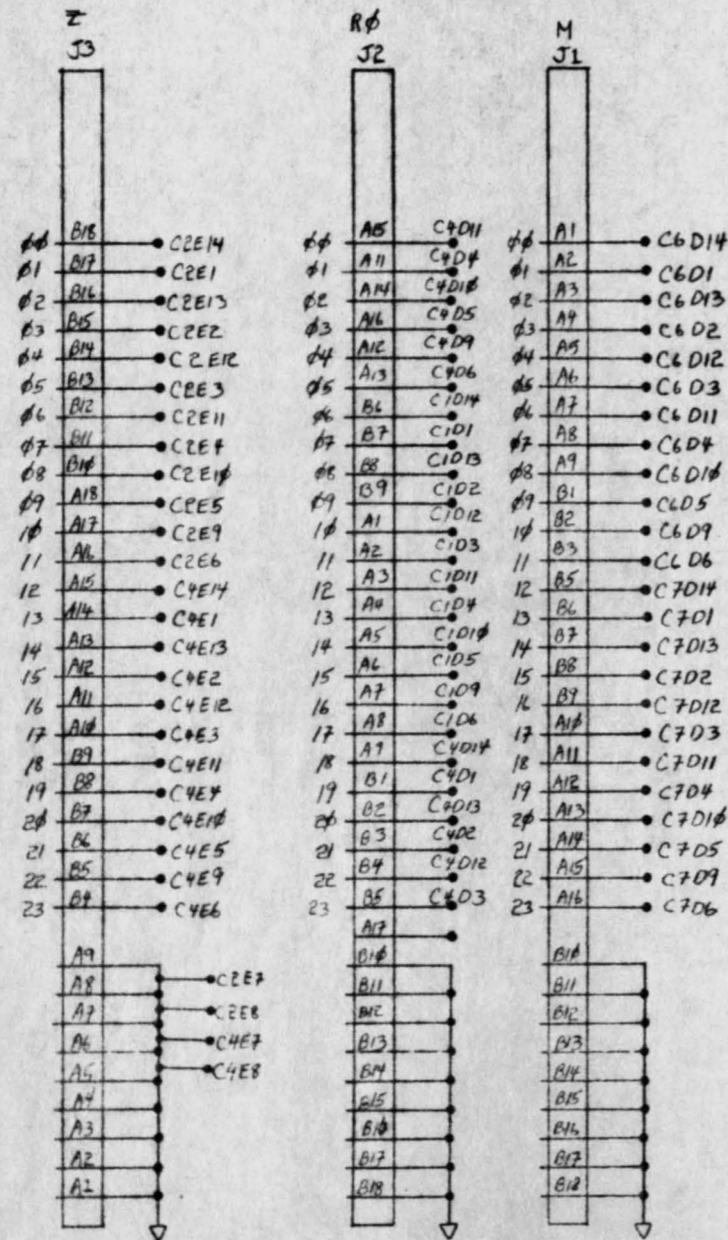 Z RØ M
J3 J2 J1
ØØ B18 C2E14 ØØ A15 C4D11 ØØ A1 C6D14
Ø1 B17 C2E1 Ø1 A11 C4D4 Ø1 A2 C6D1
Ø2 B16 C2E13 Ø2 A14 C4D1Ø Ø2 A3 C6D13
Ø3 B15 C2E2 Ø3 A16 C4D5 Ø3 A4 C6D2
Ø4 B14 C2E12 Ø4 A12 C4D9 Ø4 A5 C6D12
Ø5 B13 C2E3 Ø5 A13 C4D6 Ø5 A6 C6D3
Ø6 B12 C2E11 Ø6 B6 C1D14 Ø6 A7 C6D11
Ø7 B11 C2E4 Ø7 B7 C1D1 Ø7 A8 C6D4
Ø8 B1Ø C2E1Ø Ø8 B8 C1D13 Ø8 A9 C6D1Ø
Ø9 A18 C2E5 Ø9 B9 C1D2 Ø9 B1 C6D5
1Ø A17 C2E9 1Ø A1 C1D12 1Ø B2 C6D9
11 A16 C2E6 11 A2 C1D3 11 B3 C6D6
12 A15 C4E14 12 A3 C1D11 12 B5 C7D14
13 A14 C4E1 13 A4 C1D4 13 B6 C7D1
14 A13 C4E13 14 A5 C1D1Ø 14 B7 C7D13
15 A12 C4E2 15 A6 C1D5 15 B8 C7D2
16 A11 C4E12 16 A7 C1D9 16 B9 C7D12
17 A1Ø C4E3 17 A8 C1D6 17 A1Ø C7D3
18 B9 C4E11 18 A9 C4D14 18 A11 C7D11
19 B8 C4E4 19 B1 C4D1 19 A12 C7D4
2Ø B7 C4E1Ø 2Ø B2 C4D13 2Ø A13 C7D1Ø
21 B6 C4E5 21 B3 C4D2 21 A14 C7D5
22 B5 C4E9 22 B4 C4D12 22 A15 C7D9
23 B4 C4E6 23 B5 C4D3 23 A16 C7D6
A17
A9 B1Ø B1Ø
C2E7
A8 B11 B11
C2E8
A7 B12 B12
C4E7
A6 B13 B13
C4E8
A5 B14 B14
A4 B15 B15
A3 B16 B16
A2 B17 B17
A1 B18 B18